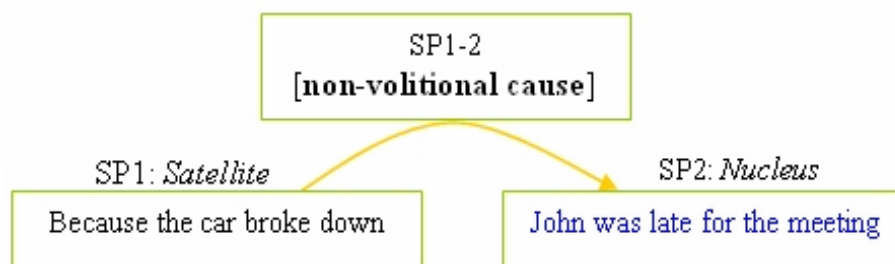 SP1-2
[non-volitional cause]
SP1: Satellite
SP2: Nucleus
Because the car broke down
John was late for the meeting